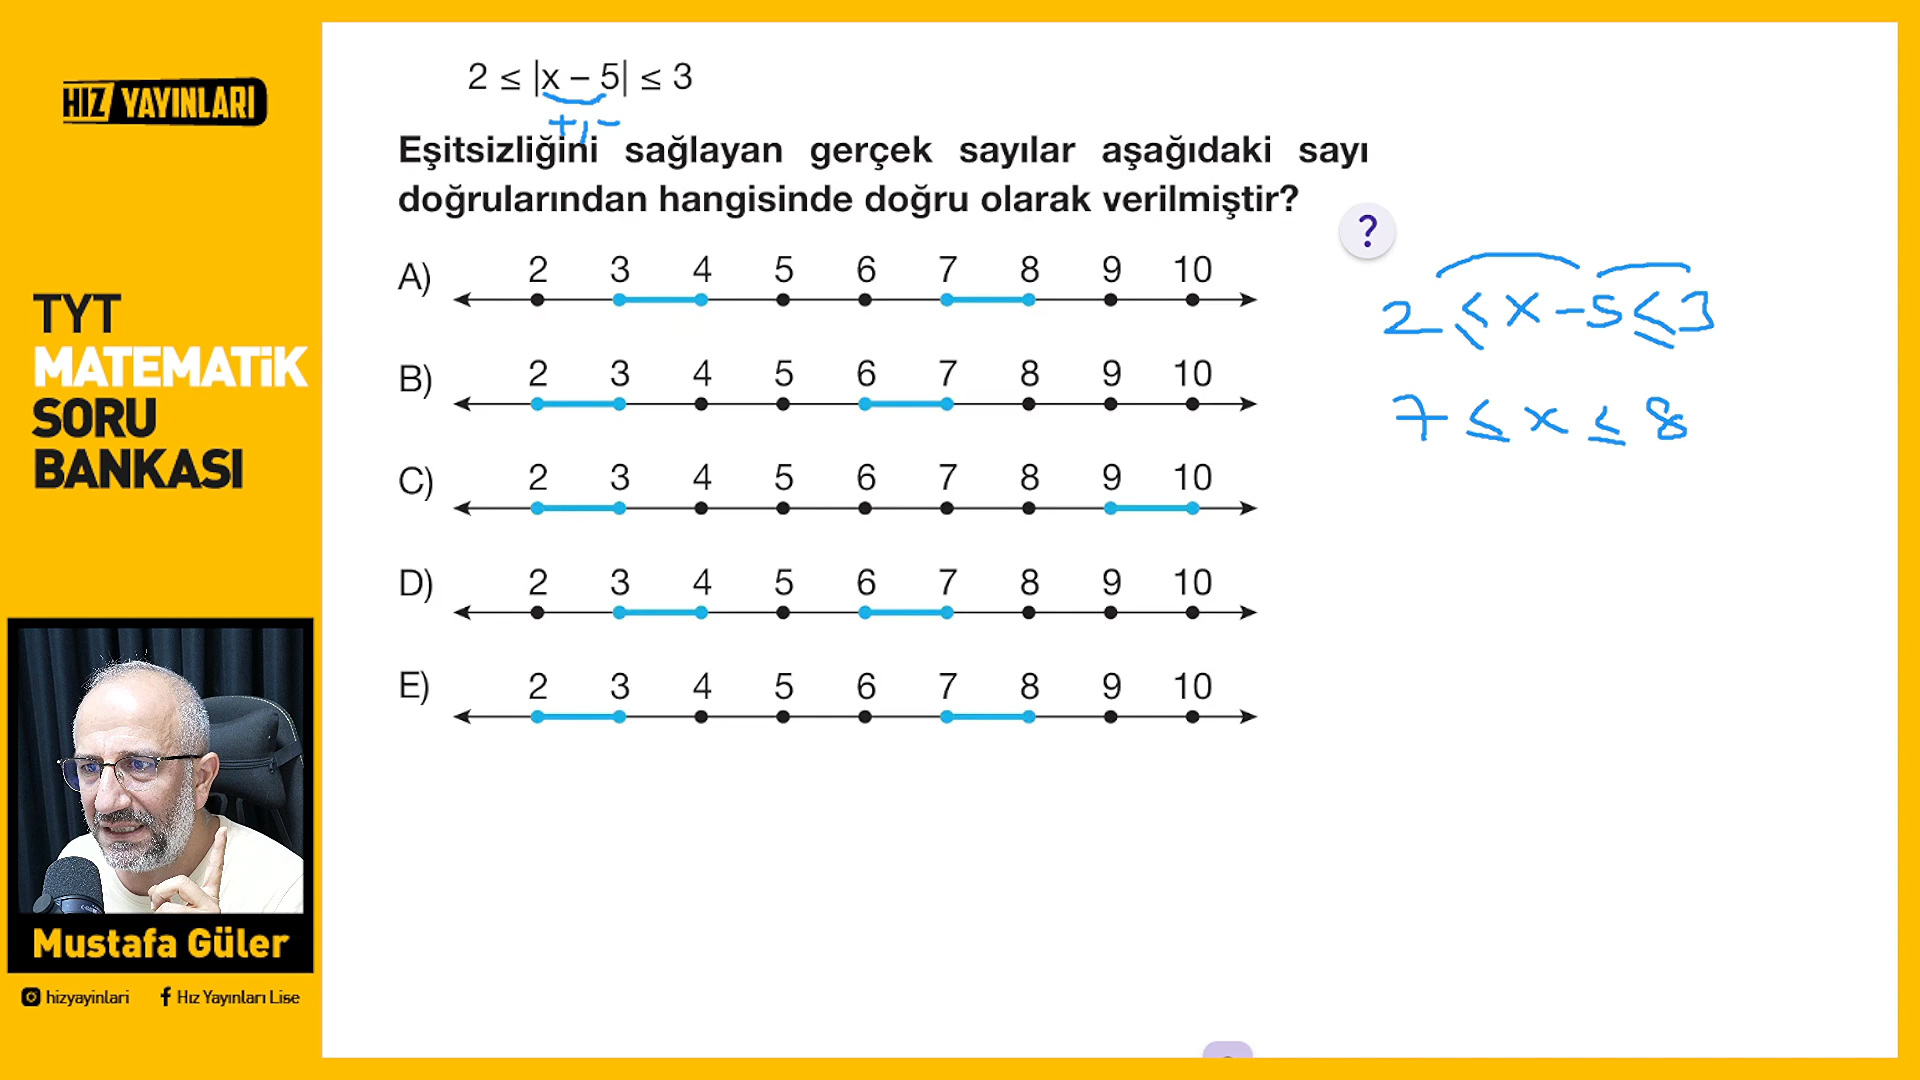 HIZ YAYINLARI
TYT
MATEMATİK
SORU
BANKASI
Mustafa Güler
hizyayinlari
Hız Yayınları Lise
2 ≤ |x – 5| ≤ 3
+, –
Eşitsizliğini sağlayan gerçek sayılar aşağıdaki sayı
doğrularından hangisinde doğru olarak verilmiştir?
A) 2 3 4 5 6 7 8 9 10
B) 2 3 4 5 6 7 8 9 10
C) 2 3 4 5 6 7 8 9 10
D) 2 3 4 5 6 7 8 9 10
E) 2 3 4 5 6 7 8 9 10
?
2 ≤ x – 5 ≤ 3
7 ≤ x ≤ 8